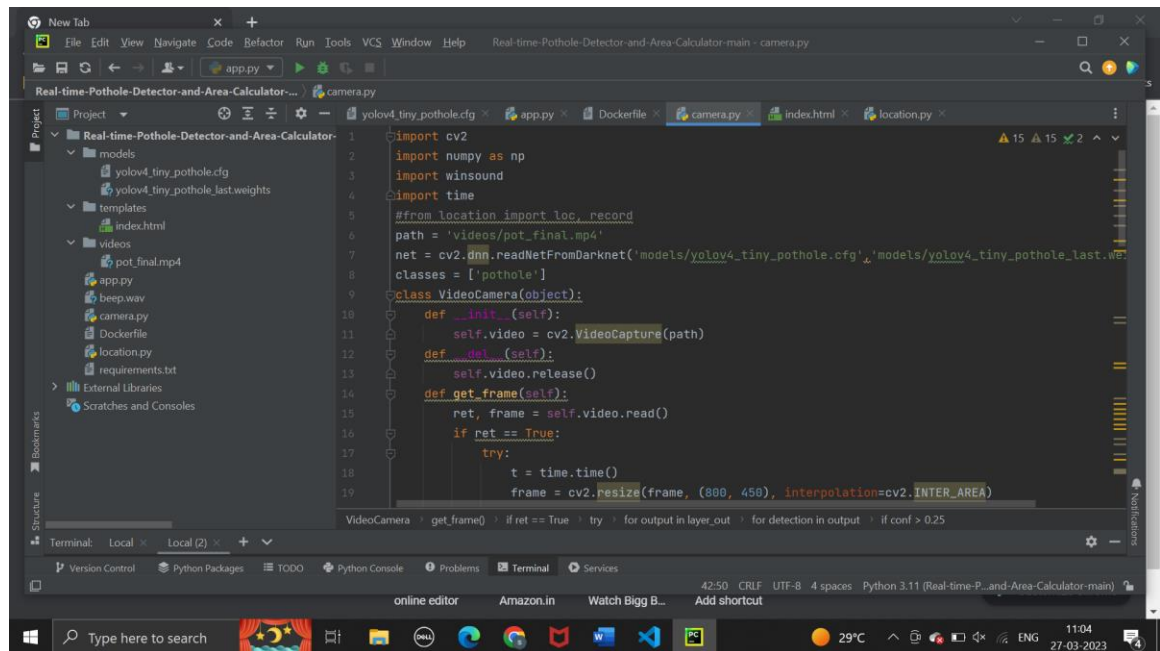 New Tab
File Edit View Navigate Code Refactor Run Tools VCS Window Help Real-time-Pothole-Detector-and-Area-Calculator-main - camera.py
app.py
Real-time-Pothole-Detector-and-Area-Calculator-... camera.py
Project yolov4_tiny_pothole.cfg app.py Dockerfile camera.py index.html location.py
Project
Real-time-Pothole-Detector-and-Area-Calculator-
models
yolov4_tiny_pothole.cfg
yolov4_tiny_pothole_last.weights
templates
index.html
videos
pot_final.mp4
app.py
beep.wav
camera.py
Dockerfile
location.py
requirements.txt
External Libraries
Scratches and Consoles
15 15 2
1 import cv2
2 import numpy as np
3 import winsound
4 import time
5 #from location import loc, record
6 path = 'videos/pot_final.mp4'
7 net = cv2.dnn.readNetFromDarknet('models/yolov4_tiny_pothole.cfg','models/yolov4_tiny_pothole_last.we
8 classes = ['pothole']
9 class VideoCamera(object):
10 def __init__(self):
11 self.video = cv2.VideoCapture(path)
12 def __del__(self):
13 self.video.release()
14 def get_frame(self):
15 ret, frame = self.video.read()
16 if ret == True:
17 try:
18 t = time.time()
19 frame = cv2.resize(frame, (800, 450), interpolation=cv2.INTER_AREA)
Bookmarks
Structure
Notifications
VideoCamera get_frame() if ret == True try for output in layer_out for detection in output if conf > 0.25
Terminal: Local Local (2)
Version Control Python Packages TODO Python Console Problems Terminal Services
42:50 CRLF UTF-8 4 spaces Python 3.11 (Real-time-P...and-Area-Calculator-main)
online editor Amazon.in Watch Bigg B... Add shortcut
Type here to search DELL PC 29°C ENG 11:04
27-03-2023 4